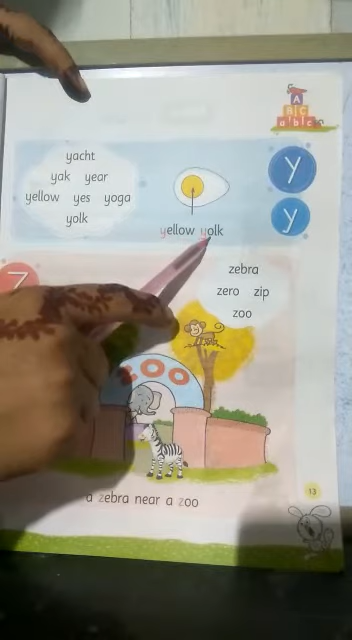 A
B C
a b c
yacht
yak year
yellow yes yoga
yolk
yellow yolk
Y
y
Z
zebra
zero zip
zoo
ZOO
a zebra near a zoo
13